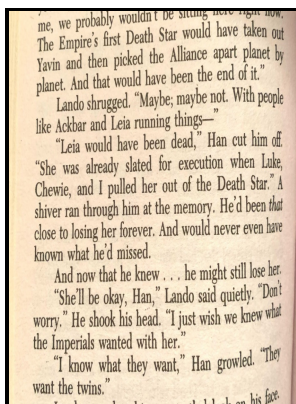 me, we probably wouldn't be sitting here right now.
The Empire's first Death Star would have taken out
Yavin and then picked the Alliance apart planet by
planet. And that would have been the end of it."
Lando shrugged. "Maybe; maybe not. With people
like Ackbar and Leia running things—"
"Leia would have been dead," Han cut him off.
"She was already slated for execution when Luke,
Chewie, and I pulled her out of the Death Star." A
shiver ran through him at the memory. He'd been that
close to losing her forever. And would never even have
known what he'd missed.
And now that he knew . . . he might still lose her.
"She'll be okay, Han," Lando said quietly. "Don't
worry." He shook his head. "I just wish we knew what
the Imperials wanted with her."
"I know what they want," Han growled. "They
want the twins."
on his face.